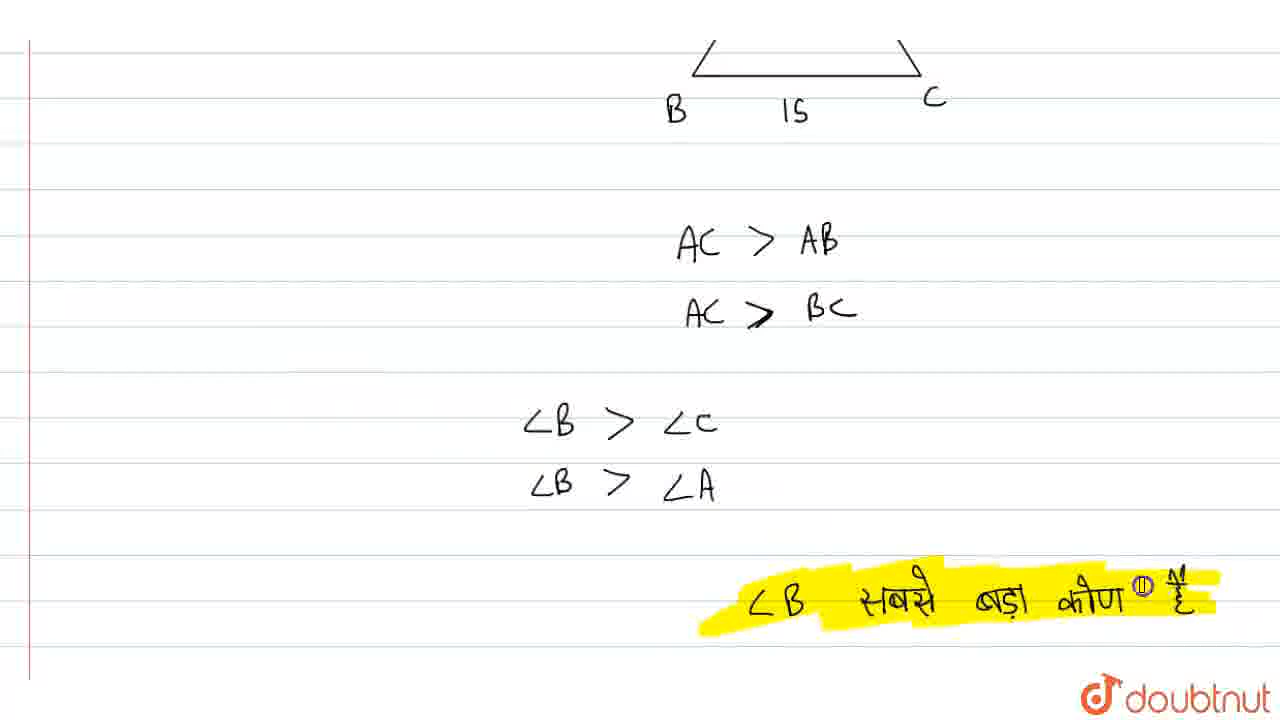 B 15 C
AC > AB
AC > BC
∠B > ∠C
∠B > ∠A
∠B सबसे बड़ा कोण है
doubtnut